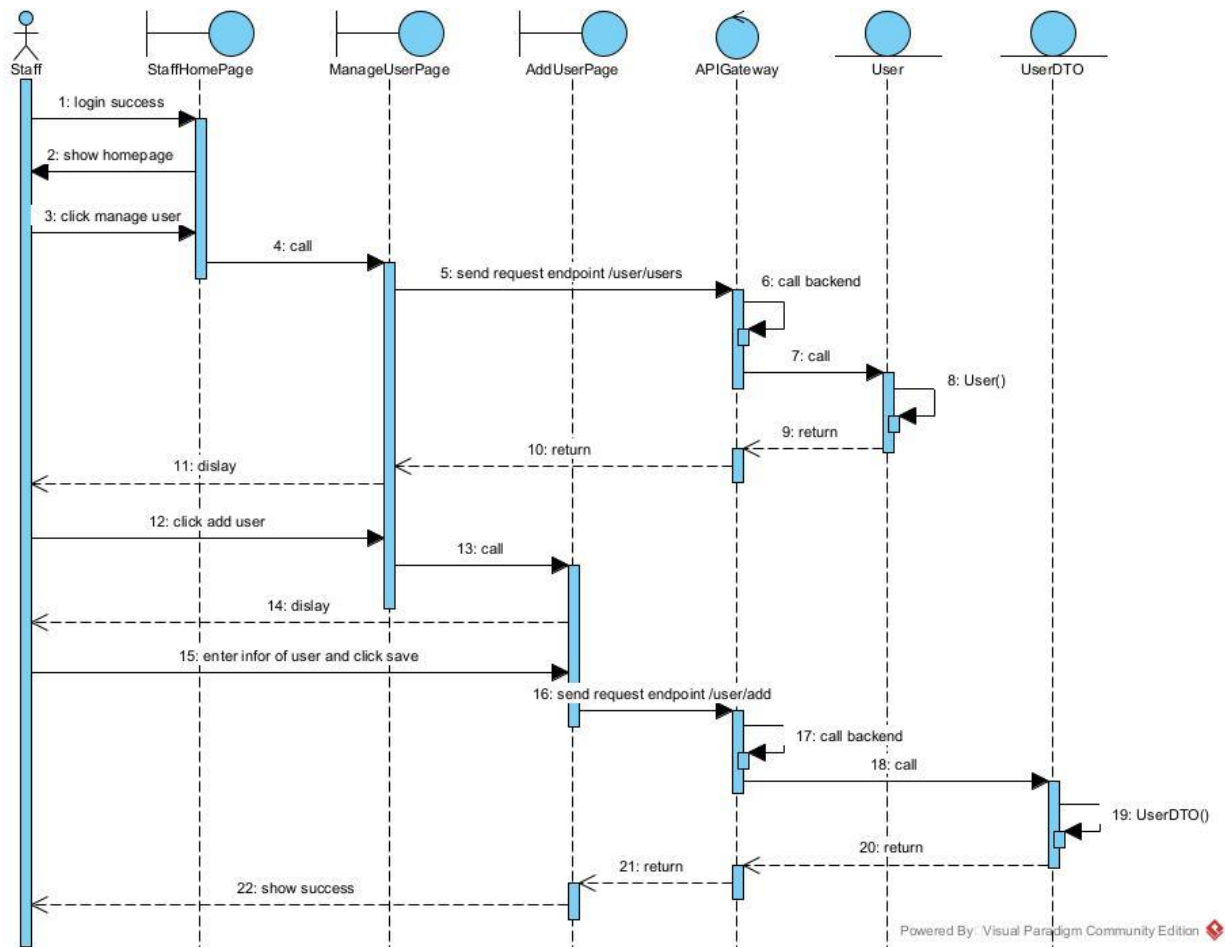 Staff
StaffHomePage
ManageUserPage
AddUserPage
APIGateway
User
UserDTO
1: login success
2: show homepage
3: click manage user
4: call
5: send request endpoint /user/users
6: call backend
7: call
8: User()
9: return
10: return
11: dislay
12: click add user
13: call
14: dislay
15: enter infor of user and click save
16: send request endpoint /user/add
17: call backend
18: call
19: UserDTO()
20: return
21: return
22: show success
Powered By: Visual Paradigm Community Edition